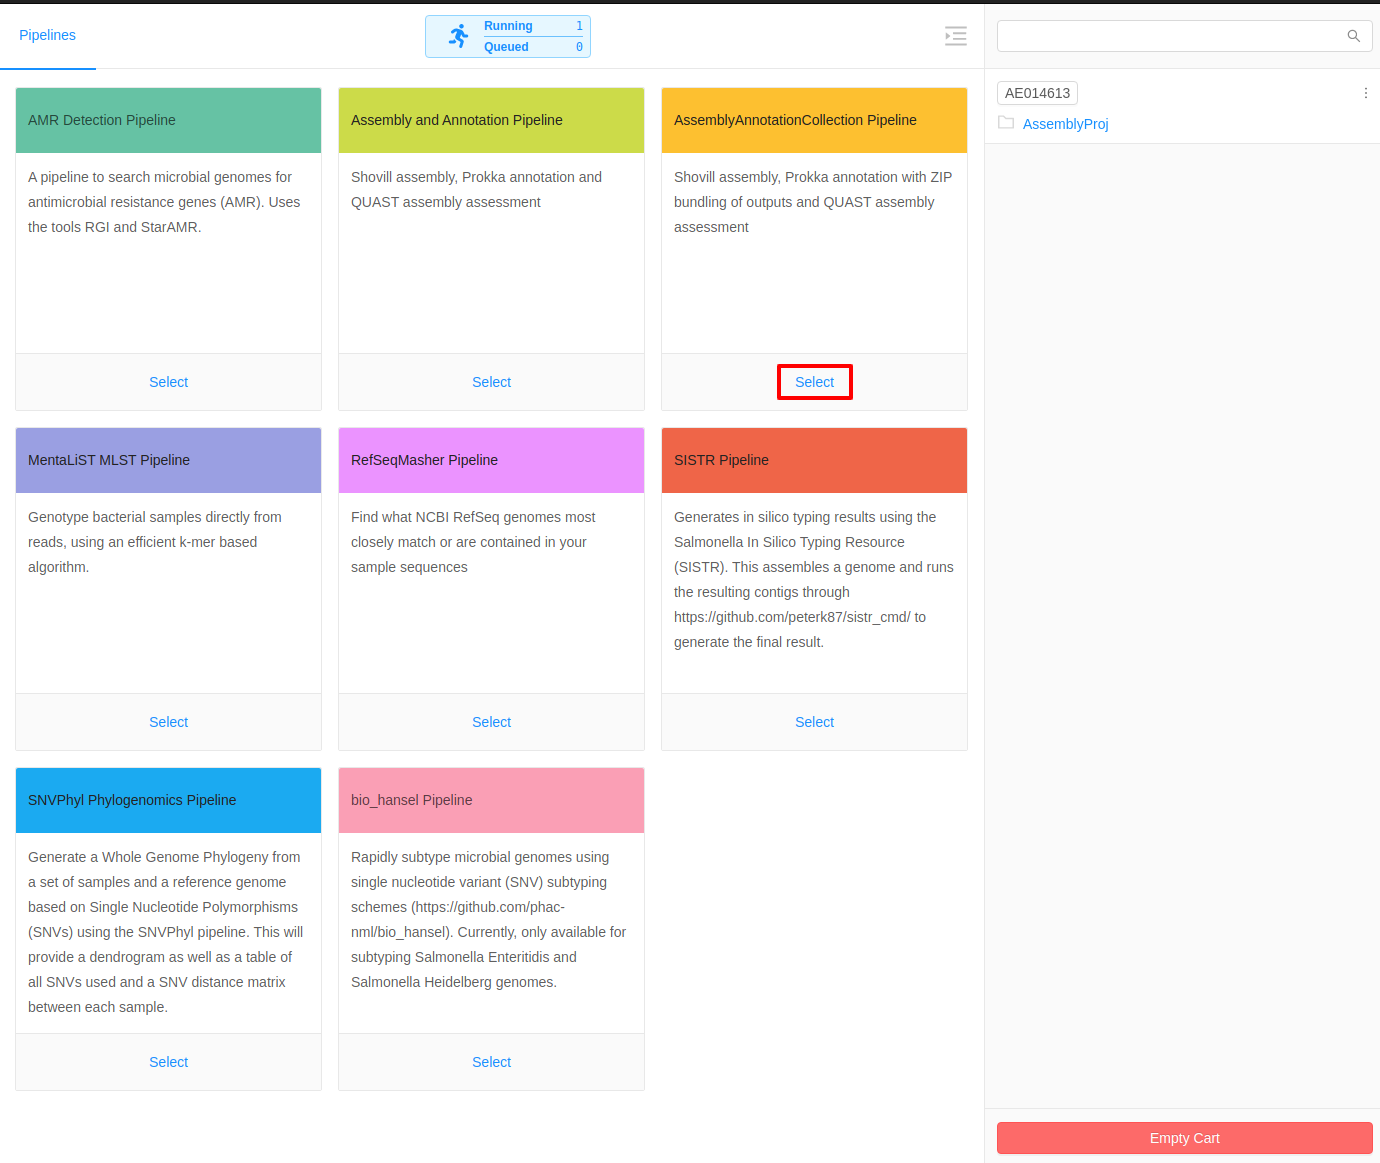 Pipelines
Running 1
Queued 0
AE014613
AssemblyProj
AMR Detection Pipeline
A pipeline to search microbial genomes for
antimicrobial resistance genes (AMR). Uses
the tools RGI and StarAMR.
Select
Assembly and Annotation Pipeline
Shovill assembly, Prokka annotation and
QUAST assembly assessment
Select
AssemblyAnnotationCollection Pipeline
Shovill assembly, Prokka annotation with ZIP
bundling of outputs and QUAST assembly
assessment
Select
MentaLiST MLST Pipeline
Genotype bacterial samples directly from
reads, using an efficient k-mer based
algorithm.
Select
RefSeqMasher Pipeline
Find what NCBI RefSeq genomes most
closely match or are contained in your
sample sequences
Select
SISTR Pipeline
Generates in silico typing results using the
Salmonella In Silico Typing Resource
(SISTR). This assembles a genome and runs
the resulting contigs through
https://github.com/peterk87/sistr_cmd/ to
generate the final result.
Select
SNVPhyl Phylogenomics Pipeline
Generate a Whole Genome Phylogeny from
a set of samples and a reference genome
based on Single Nucleotide Polymorphisms
(SNVs) using the SNVPhyl pipeline. This will
provide a dendrogram as well as a table of
all SNVs used and a SNV distance matrix
between each sample.
Select
bio_hansel Pipeline
Rapidly subtype microbial genomes using
single nucleotide variant (SNV) subtyping
schemes (https://github.com/phac-
nml/bio_hansel). Currently, only available for
subtyping Salmonella Enteritidis and
Salmonella Heidelberg genomes.
Select
Empty Cart